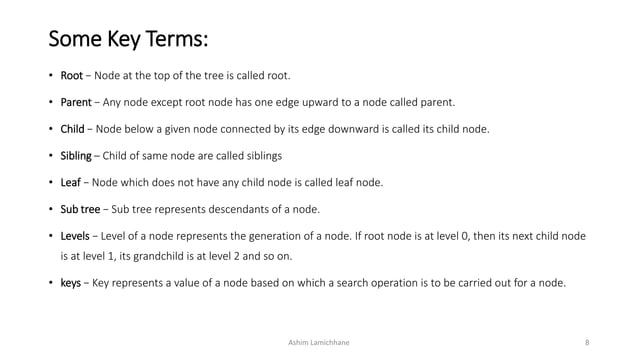 Some Key Terms:
• Root − Node at the top of the tree is called root.
• Parent − Any node except root node has one edge upward to a node called parent.
• Child − Node below a given node connected by its edge downward is called its child node.
• Sibling – Child of same node are called siblings
• Leaf − Node which does not have any child node is called leaf node.
• Sub tree − Sub tree represents descendants of a node.
• Levels − Level of a node represents the generation of a node. If root node is at level 0, then its next child node
is at level 1, its grandchild is at level 2 and so on.
• keys − Key represents a value of a node based on which a search operation is to be carried out for a node.
Ashim Lamichhane
8